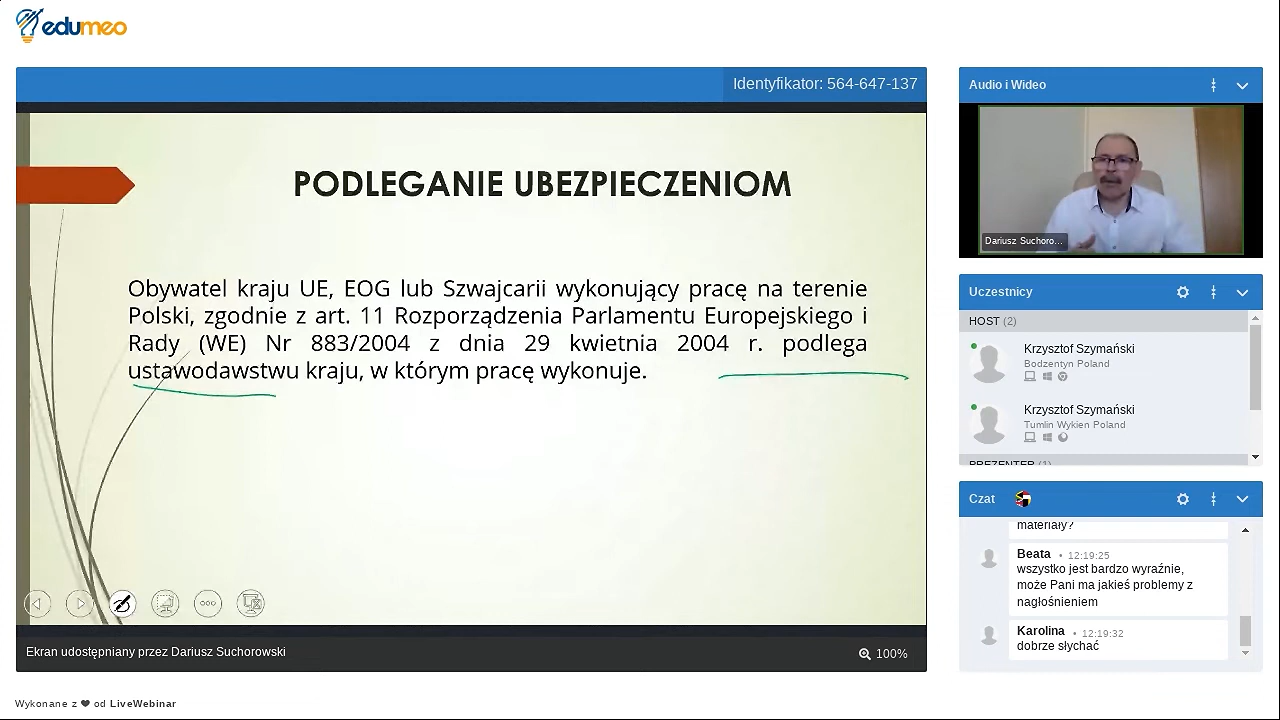 edumeo
Identyfikator: 564-647-137
PODLEGANIE UBEZPIECZENIOM
Obywatel kraju UE, EOG lub Szwajcarii wykonujący pracę na terenie
Polski, zgodnie z art. 11 Rozporządzenia Parlamentu Europejskiego i
Rady (WE) Nr 883/2004 z dnia 29 kwietnia 2004 r. podlega
ustawodawstwu kraju, w którym pracę wykonuje.
Ekran udostępniany przez Dariusz Suchorowski
100%
Audio i Wideo
Dariusz Suchoro...
Uczestnicy
HOST (2)
Krzysztof Szymański
Bodzentyn Poland
Krzysztof Szymański
Tumlin Wykien Poland
PREZENTER (1)
Czat
materiały?
Beata • 12:19:25
wszystko jest bardzo wyraźnie,
może Pani ma jakieś problemy z
nagłośnieniem
Karolina • 12:19:32
dobrze słychać
Wykonane z ❤ od LiveWebinar